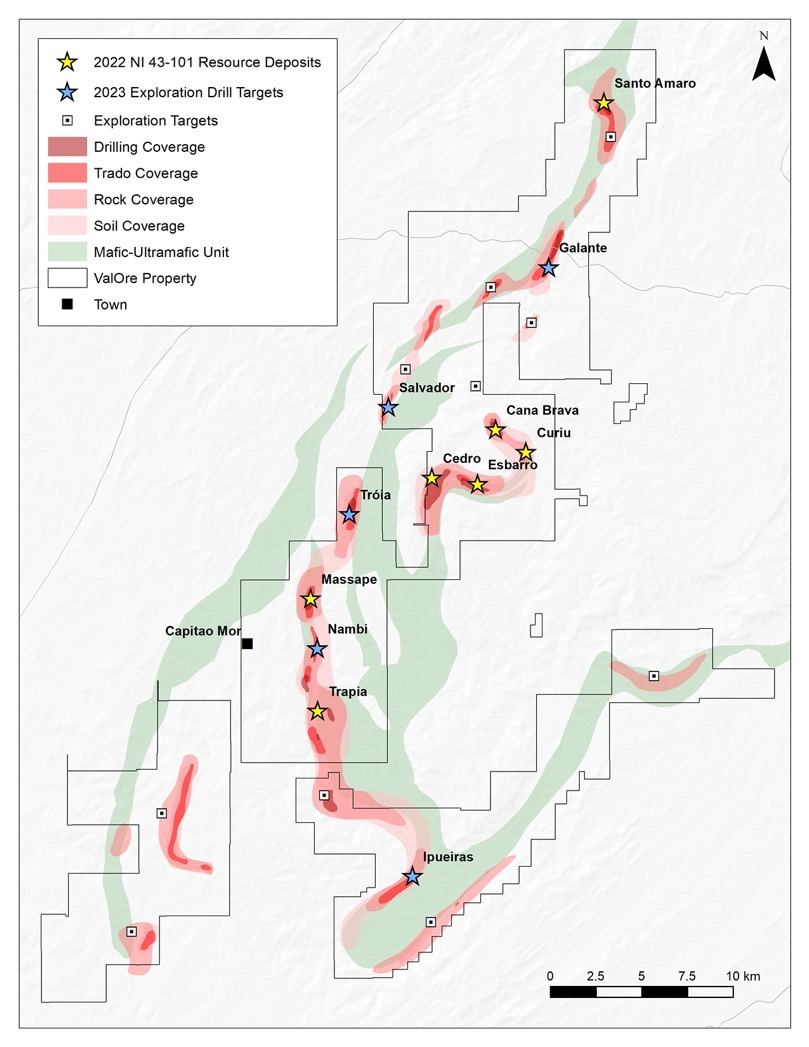 2022 NI 43-101 Resource Deposits
2023 Exploration Drill Targets
Exploration Targets
Drilling Coverage
Trado Coverage
Rock Coverage
Soil Coverage
Mafic-Ultramafic Unit
ValOre Property
Town
N
Santo Amaro
Galante
Salvador
Cana Brava
Curiu
Cedro
Esbarro
Tróia
Massape
Nambi
Capitao Mor
Trapia
Ipueiras
0 2.5 5 7.5 10 km